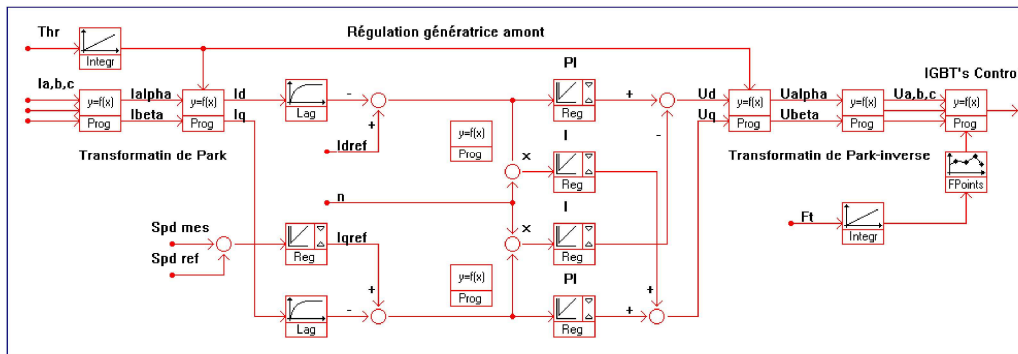 Thr
Régulation génératrice amont
Integr
PI
IGBT's Contro
Ia,b,c
y=f(x)
Prog
Ialpha
Ibeta
y=f(x)
Prog
Id
Iq
Lag
-
+
Idref
y=f(x)
Prog
Reg
+
-
Ud
Uq
y=f(x)
Prog
Ualpha
Ubeta
y=f(x)
Prog
Ua,b,c
y=f(x)
Prog
Transformatin de Park
I
x
Reg
Transformatin de Park-inverse
FPoints
n
Ft
Integr
Spd mes
Spd ref
Reg
Iqref
I
x
Reg
y=f(x)
Prog
PI
+
-
Lag
Reg
+
+